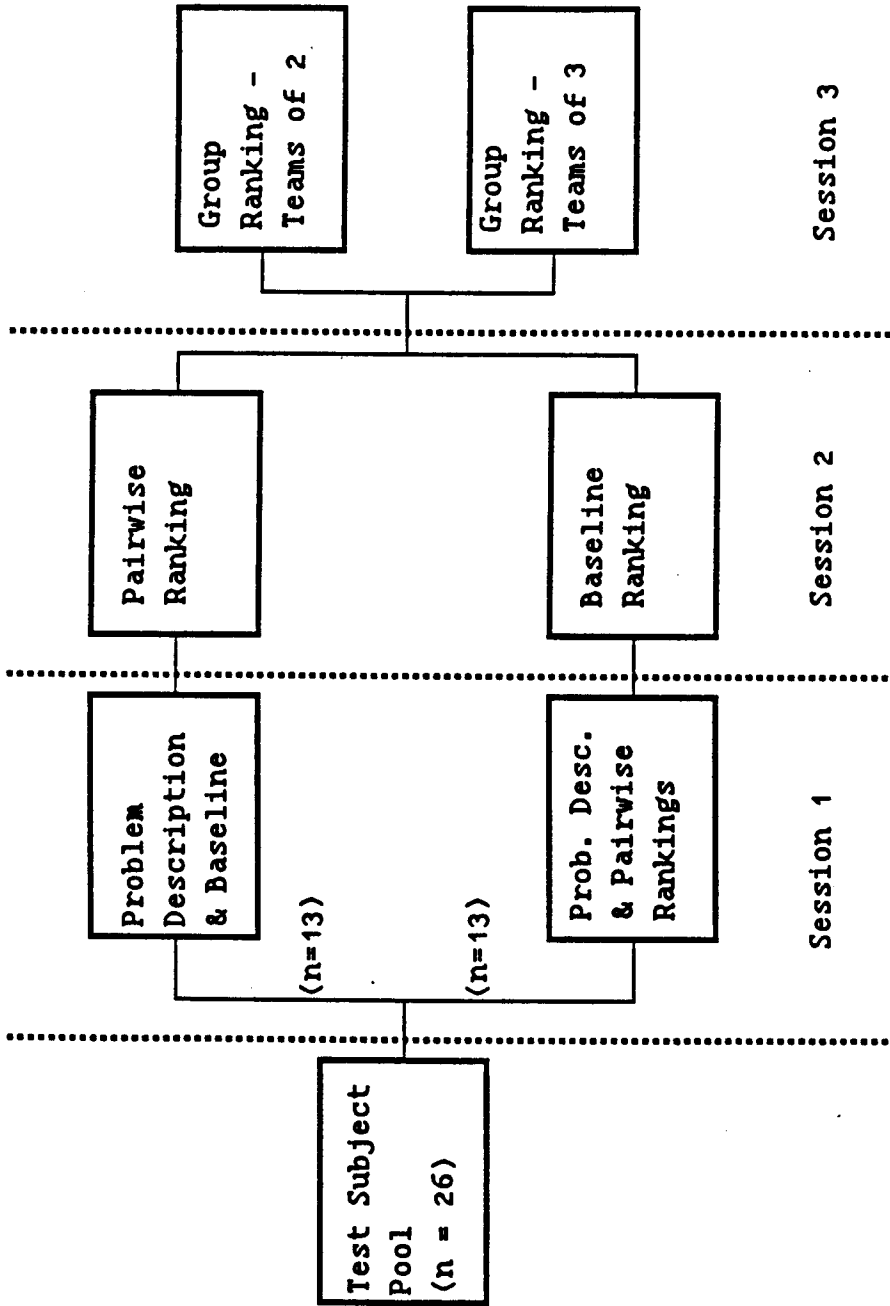 Test Subject
Pool
(n = 26)
Problem
Description
& Baseline
(n=13)
(n=13)
Prob. Desc.
& Pairwise
Rankings
Session 1
Pairwise
Ranking
Baseline
Ranking
Session 2
Group
Ranking -
Teams of 2
Group
Ranking -
Teams of 3
Session 3